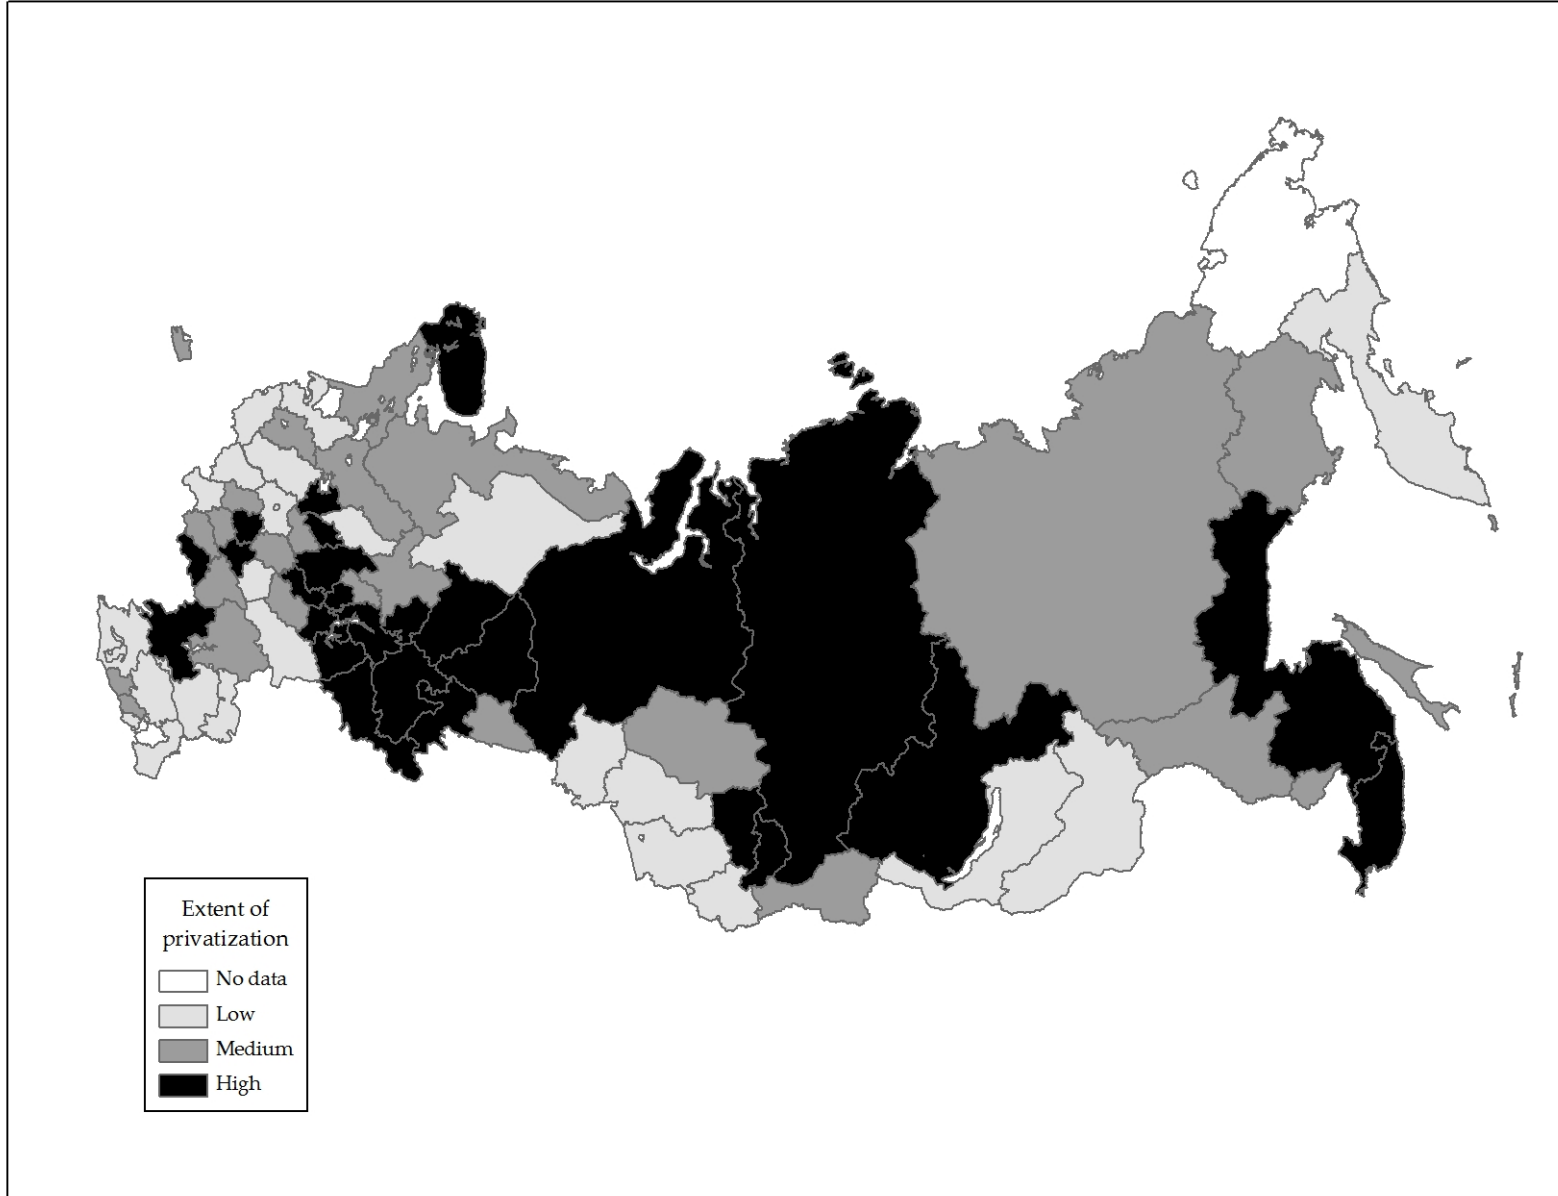 Extent of
privatization
No data
Low
Medium
High